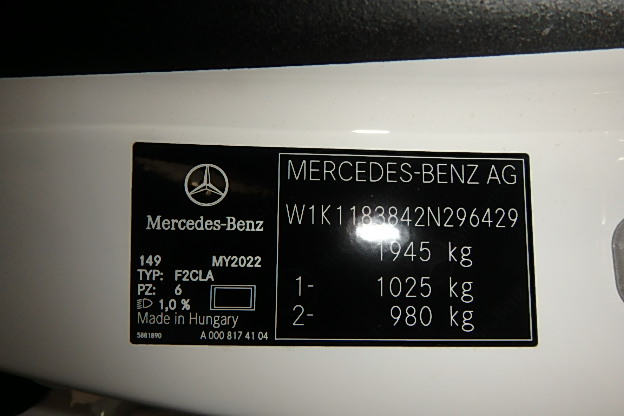 Mercedes-Benz
149 MY2022
TYP: F2CLA
PZ: 6
1,0 %
Made in Hungary
5881890 A 000 817 41 04
MERCEDES-BENZ AG
W1K1183842N296429
1945 kg
1- 1025 kg
2- 980 kg